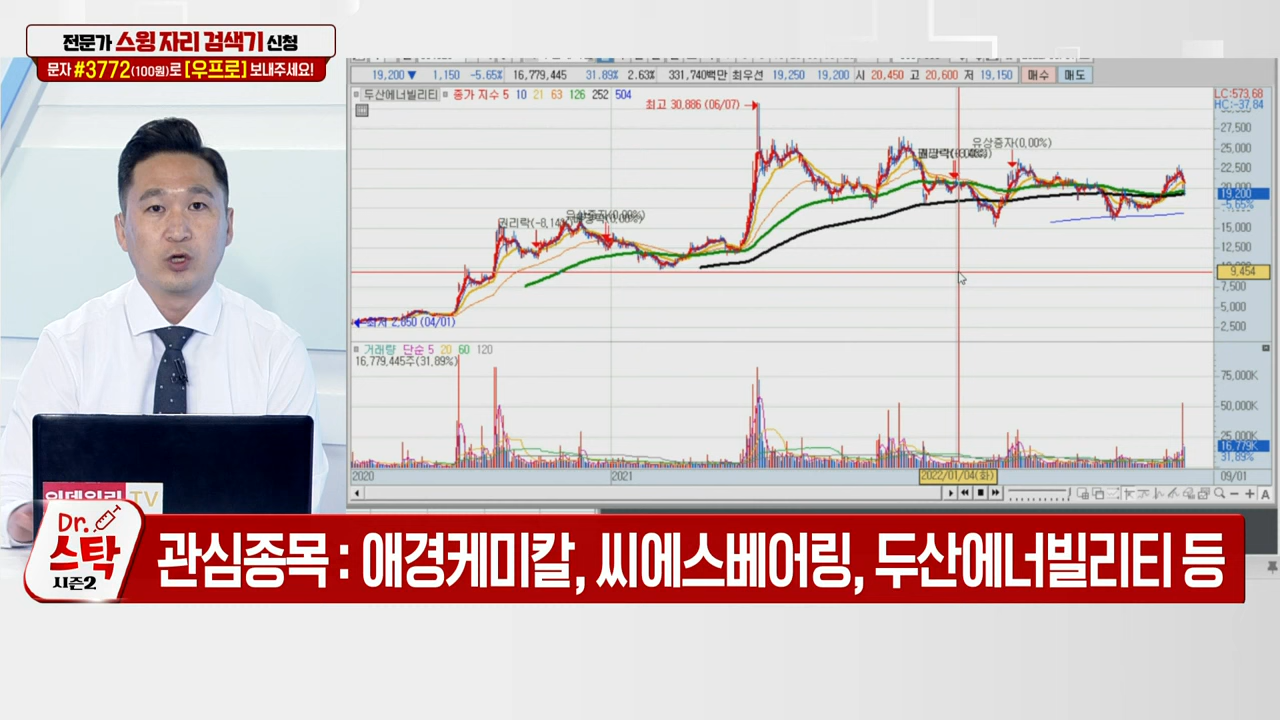 전문가 스윙 자리 검색기 신청
문자 #3772(100원)로 [우프로] 보내주세요!
19,200 ▼ 1,150 -5.65% 16,779,445 31.89% 2.63% 331,740백만 최우선 19,250 19,200 시 20,450 고 20,600 저 19,150 매수 매도
두산에너빌리티 종가 지수 5 10 21 63 126 252 504
LC:573.68
HC:-37.84
최고 30,886 (06/07)
27,500
25,000
22,500
19,200
-5.65%
15,000
12,500
9,454
7,500
5,000
2,500
유상증자(0,00%)
최저 2,650 (04/01)
거래량 단순 5 20 60 120
16,779,445주(31,89%)
75,000K
50,000K
25,000K
16,779K
31.89%
2020
2021
2022/01/04(화)
09/01
이데일리 TV
Dr.
스탁
시즌2
관심종목 : 애경케미칼, 씨에스베어링, 두산에너빌리티 등